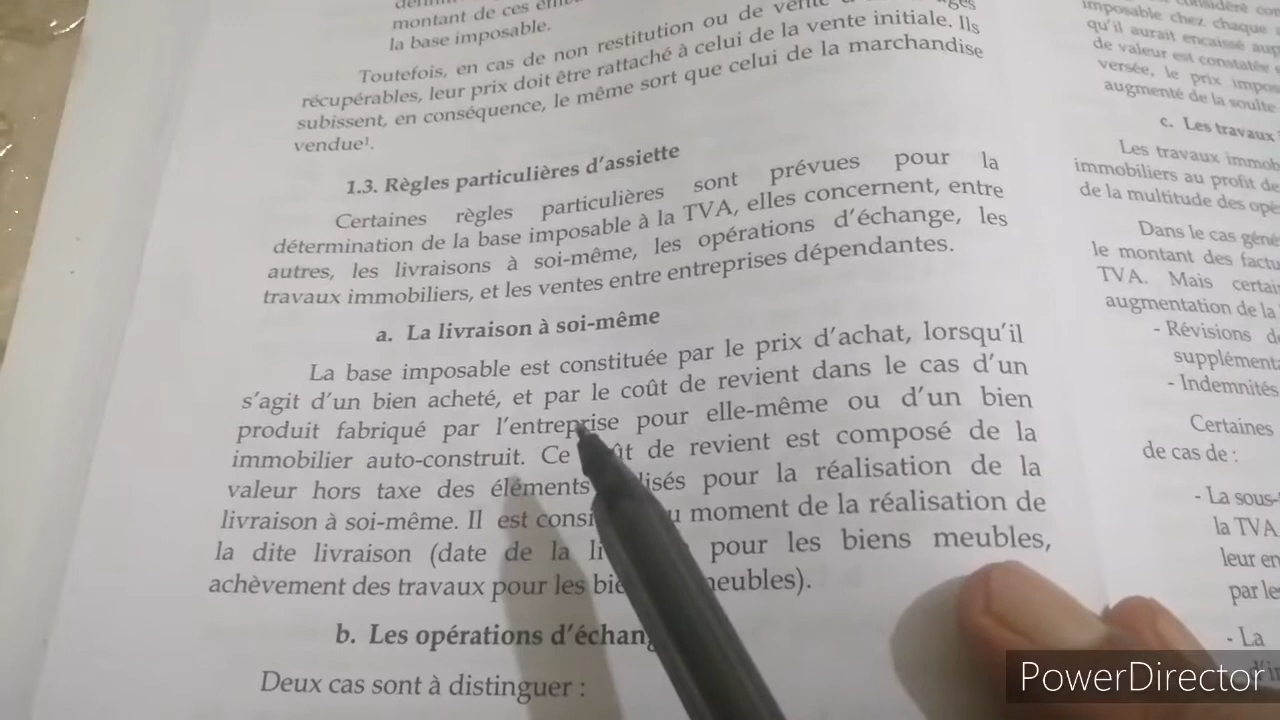 montant de ces
la base imposable.
Toutefois, en cas de non restitution ou de vente
récupérables, leur prix doit être rattaché à celui de la vente initiale. Ils
subissent, en conséquence, le même sort que celui de la marchandise
vendue¹.
1.3. Règles particulières d'assiette
Certaines règles particulières sont prévues pour la
détermination de la base imposable à la TVA, elles concernent, entre
autres, les livraisons à soi-même, les opérations d'échange, les
travaux immobiliers, et les ventes entre entreprises dépendantes.
a. La livraison à soi-même
La base imposable est constituée par le prix d'achat, lorsqu'il
s'agit d'un bien acheté, et par le coût de revient dans le cas d'un
produit fabriqué par l'entreprise pour elle-même ou d'un bien
immobilier auto-construit. Ce de revient est composé de la
valeur hors taxe des éléments pour la réalisation de la
livraison à soi-même. Il est moment de la réalisation de
la dite livraison (date de la pour les biens meubles,
achèvement des travaux pour les
b. Les opérations
Deux cas sont à distinguer :
imposable chez chaque
qu'il aurait encaissé
de valeur est constatée
versée, le prix
augmenté de la soulte
c. Les travaux
Les travaux
immobiliers au profit de
de la multitude des
Dans le cas
le montant des
TVA. Mais
augmentation de la
- Révisions
- Indemnités
Certaines
de cas de :
- La
la TVA
leur
par
- La
PowerDirector